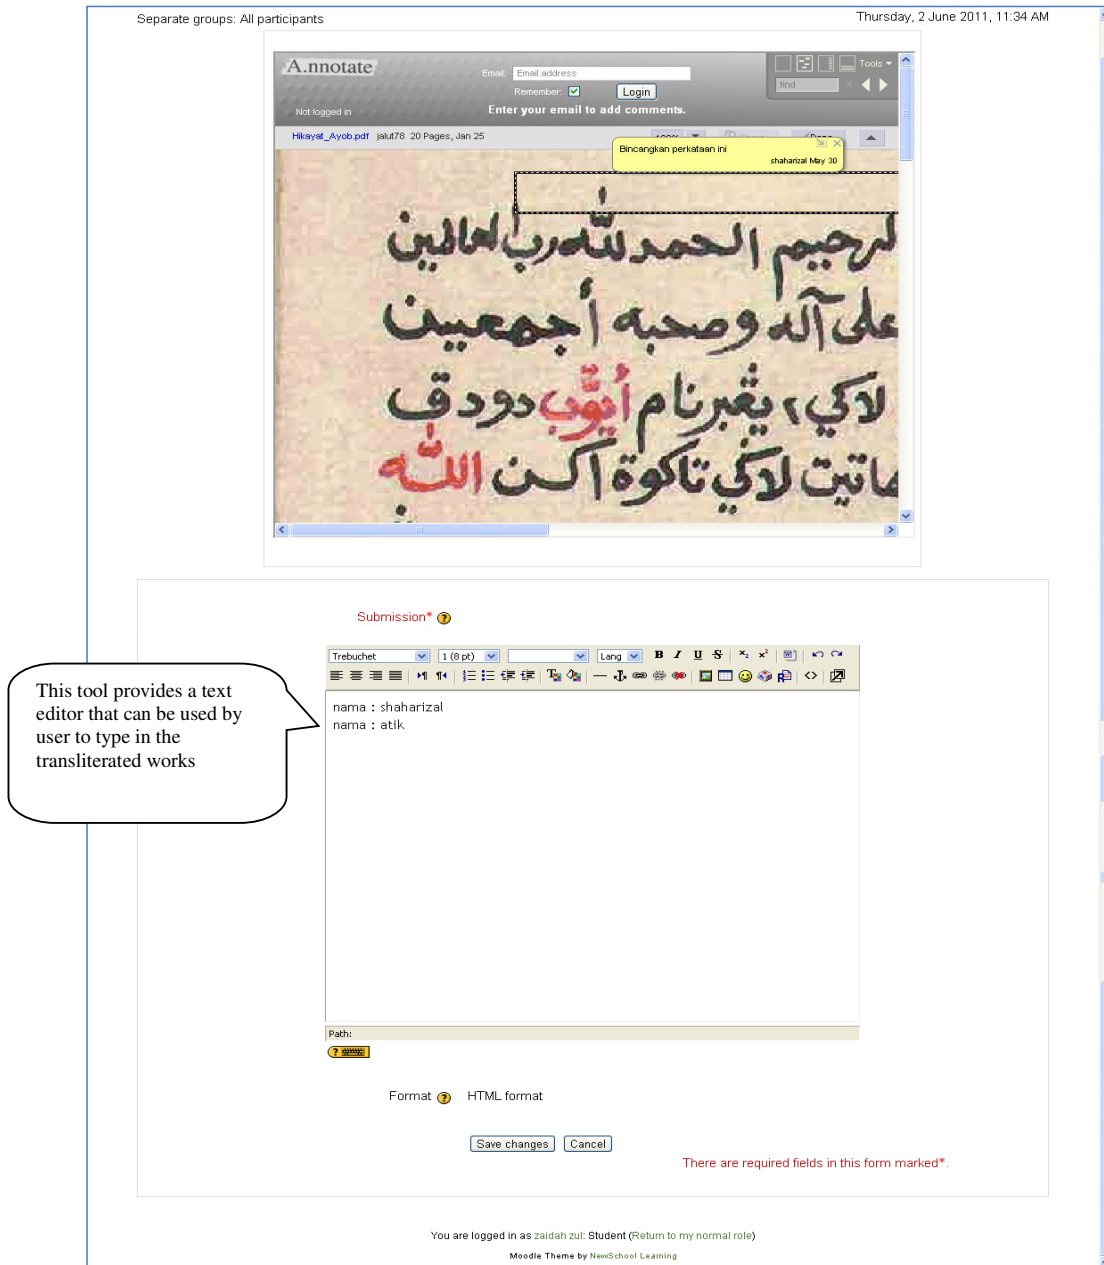 Separate groups: All participants
Thursday, 2 June 2011, 11:34 AM
A.nnotate
Email: Email address
Remember: Login
Not logged in
Enter your email to add comments.
Tools
find
Hikayat_Ayob.pdf jalut78 20 Pages, Jan 25
Bincangkan perkataan ini
shaharizal May 30
الرحيم الحمد لله رب العالمين
على آله وصحبه أجمعين
لاكي٢ يڠبرنام أيوب دودق
ماتيت لاكي تاكوة اكن الله
Submission*
Trebuchet 1 (8 pt) Lang B I U S
This tool provides a text
editor that can be used by
user to type in the
transliterated works
nama : shaharizal
nama : atik
Path:
Format HTML format
Save changes Cancel
There are required fields in this form marked*.
You are logged in as zaidah zul: Student (Return to my normal role)
Moodle Theme by NewSchool Learning